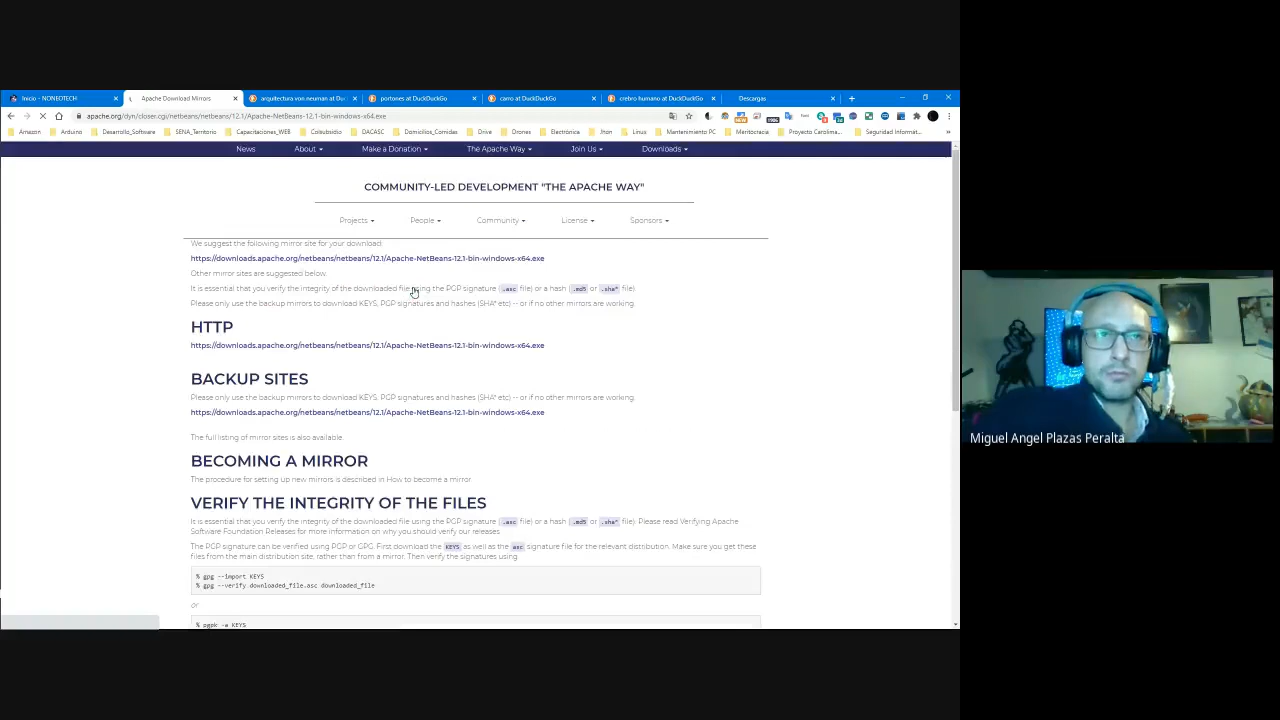 Inicio - NONEOTECH
Apache Download Mirrors
arquitectura von neuman at Du
portones at DuckDuckGo
carro at DuckDuckGo
crebro humano at DuckDuckGo
Descargas
apache.org/dyn/closer.cgi/netbeans/netbeans/12.1/Apache-NetBeans-12.1-bin-windows-x64.exe
Amazon
Arduino
Desarrollo_Software
SENA_Territorio
Capacitaciones_WEB
Colsubsidio
DACASC
Domicilios_Comidas
Drive
Drones
Electrónica
Jhon
Linux
Mantenimiento PC
Meritocracia
Proyecto Carolima...
Seguridad Informát...
News
About
Make a Donation
The Apache Way
Join Us
Downloads
COMMUNITY-LED DEVELOPMENT "THE APACHE WAY"
Projects
People
Community
License
Sponsors
We suggest the following mirror site for your download:
https://downloads.apache.org/netbeans/netbeans/12.1/Apache-NetBeans-12.1-bin-windows-x64.exe
Other mirror sites are suggested below.
It is essential that you verify the integrity of the downloaded file using the PGP signature (.asc file) or a hash (.md5 or .sha* file).
Please only use the backup mirrors to download KEYS, PGP signatures and hashes (SHA* etc) -- or if no other mirrors are working.
HTTP
https://downloads.apache.org/netbeans/netbeans/12.1/Apache-NetBeans-12.1-bin-windows-x64.exe
BACKUP SITES
Please only use the backup mirrors to download KEYS, PGP signatures and hashes (SHA* etc) -- or if no other mirrors are working.
https://downloads.apache.org/netbeans/netbeans/12.1/Apache-NetBeans-12.1-bin-windows-x64.exe
The full listing of mirror sites is also available.
BECOMING A MIRROR
The procedure for setting up new mirrors is described in How to become a mirror.
VERIFY THE INTEGRITY OF THE FILES
It is essential that you verify the integrity of the downloaded file using the PGP signature (.asc file) or a hash (.md5 or .sha* file). Please read Verifying Apache
Software Foundation Releases for more information on why you should verify our releases.
The PGP signature can be verified using PGP or GPG. First download the KEYS as well as the asc signature file for the relevant distribution. Make sure you get these
files from the main distribution site, rather than from a mirror. Then verify the signatures using
% gpg --import KEYS
% gpg --verify downloaded_file.asc downloaded_file
or
% pgpk -a KEYS
Miguel Angel Plazas Peralta